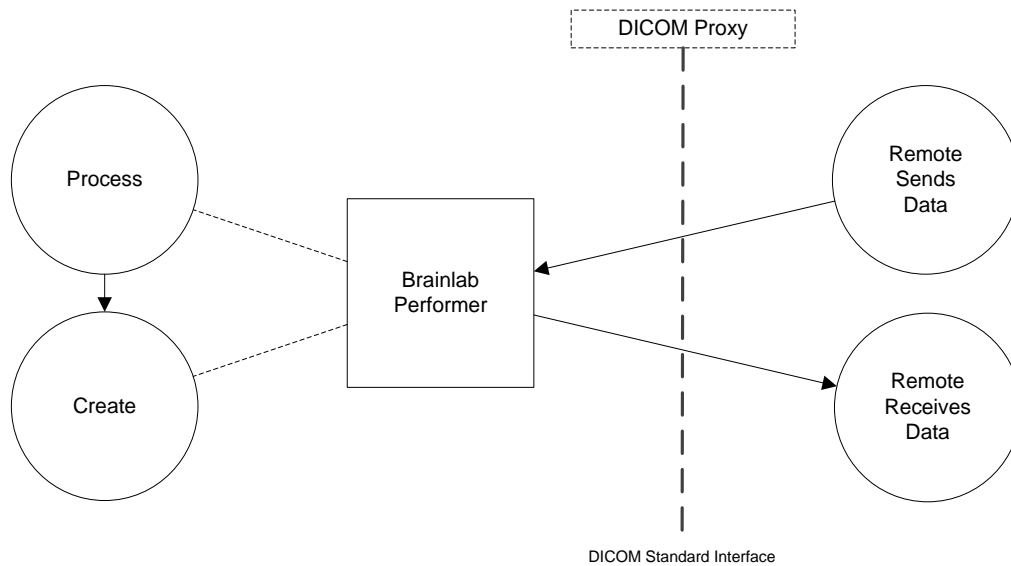 DICOM Proxy
Process
Brainlab
Performer
Remote
Sends
Data
Create
Remote
Receives
Data
DICOM Standard Interface